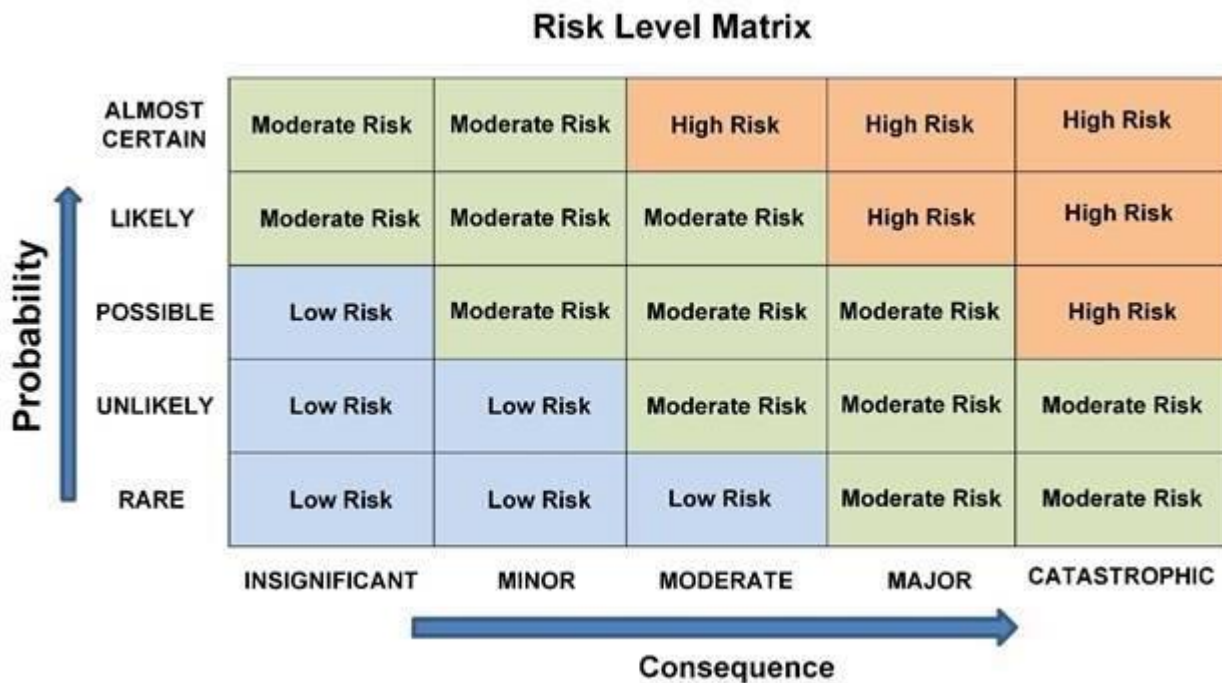 Risk Level Matrix
ALMOST
CERTAIN
Moderate Risk
Moderate Risk
High Risk
High Risk
High Risk
LIKELY
Moderate Risk
Moderate Risk
Moderate Risk
High Risk
High Risk
POSSIBLE
Low Risk
Moderate Risk
Moderate Risk
Moderate Risk
High Risk
UNLIKELY
Low Risk
Low Risk
Moderate Risk
Moderate Risk
Moderate Risk
RARE
Low Risk
Low Risk
Low Risk
Moderate Risk
Moderate Risk
Probability
INSIGNIFICANT
MINOR
MODERATE
MAJOR
CATASTROPHIC
Consequence